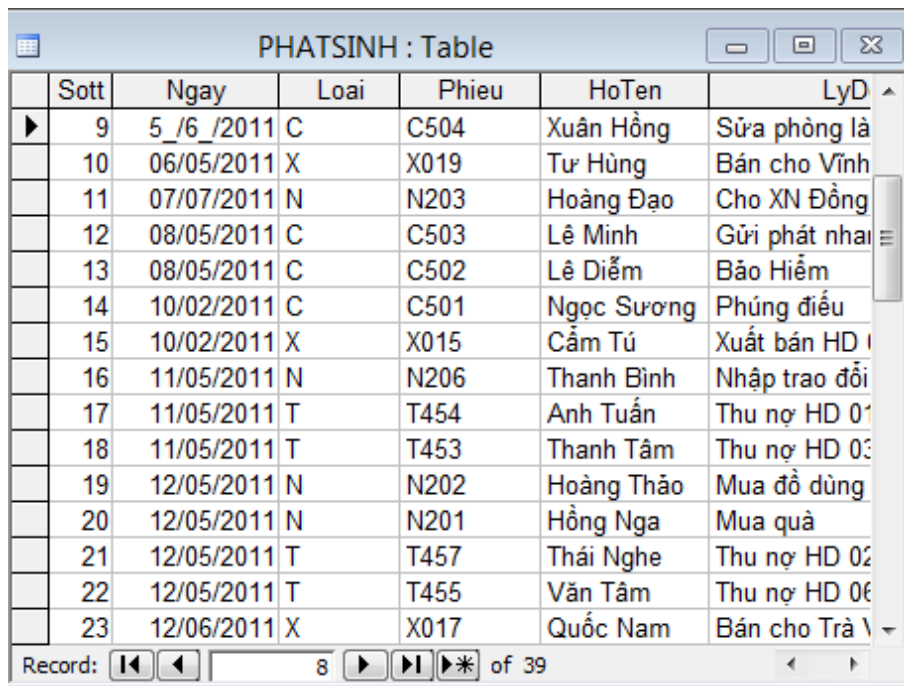 PHATSINH : Table
Sott Ngay Loai Phieu HoTen LyD
9 5_/6_/2011 C C504 Xuân Hồng Sữa phòng là
10 06/05/2011 X X019 Tư Hùng Bán cho Vĩnh
11 07/07/2011 N N203 Hoàng Đạo Cho XN Đồng
12 08/05/2011 C C503 Lê Minh Gửi phát nhan
13 08/05/2011 C C502 Lê Diễm Bảo Hiểm
14 10/02/2011 C C501 Ngọc Sương Phúng điếu
15 10/02/2011 X X015 Cẩm Tú Xuất bán HD
16 11/05/2011 N N206 Thanh Bình Nhập trao đổi
17 11/05/2011 T T454 Anh Tuấn Thu nợ HD 01
18 11/05/2011 T T453 Thanh Tâm Thu nợ HD 03
19 12/05/2011 N N202 Hoàng Thảo Mua đồ dùng
20 12/05/2011 N N201 Hồng Nga Mua quà
21 12/05/2011 T T457 Thái Nghe Thu nợ HD 02
22 12/05/2011 T T455 Văn Tâm Thu nợ HD 06
23 12/06/2011 X X017 Quốc Nam Bán cho Trà V
Record: 8 of 39